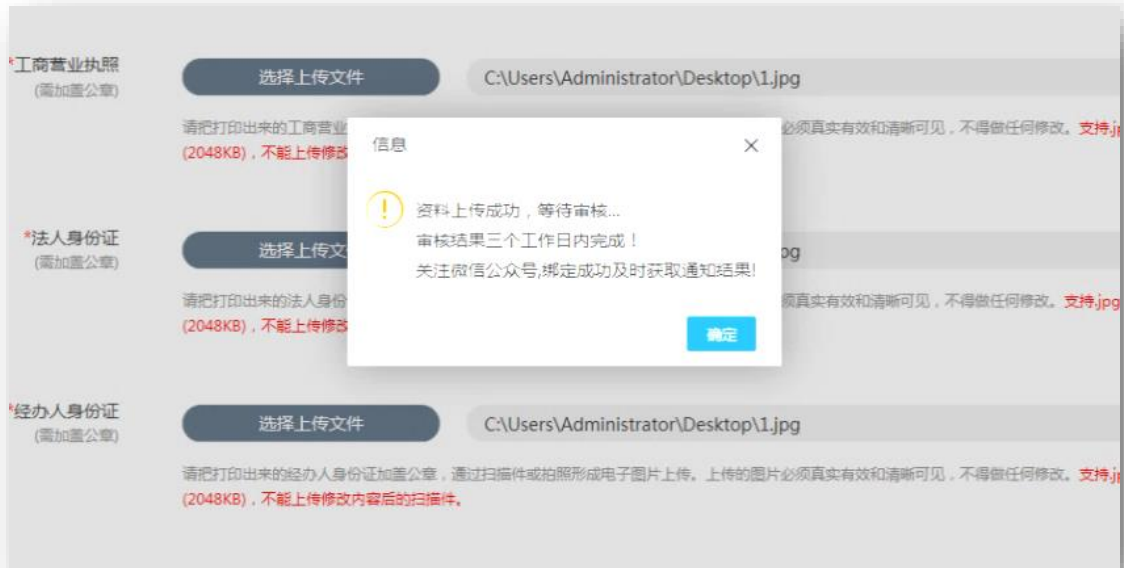 *工商营业执照
(需加盖公章)
选择上传文件
C:\Users\Administrator\Desktop\1.jpg
请把打印出来的工商营业
必须真实有效和清晰可见，不得做任何修改。支持.j
(2048KB)，不能上传修改
信息
资料上传成功，等待审核...
审核结果三个工作日内完成！
关注微信公众号,绑定成功及时获取通知结果!
确定
*法人身份证
(需加盖公章)
选择上传文
pg
请把打印出来的法人身份
须真实有效和清晰可见，不得做任何修改。支持.jpg
(2048KB)，不能上传修改
*经办人身份证
(需加盖公章)
选择上传文件
C:\Users\Administrator\Desktop\1.jpg
请把打印出来的经办人身份证加盖公章，通过扫描件或拍照形成电子图片上传。上传的图片必须真实有效和清晰可见，不得做任何修改。支持.j
(2048KB)，不能上传修改内容后的扫描件。